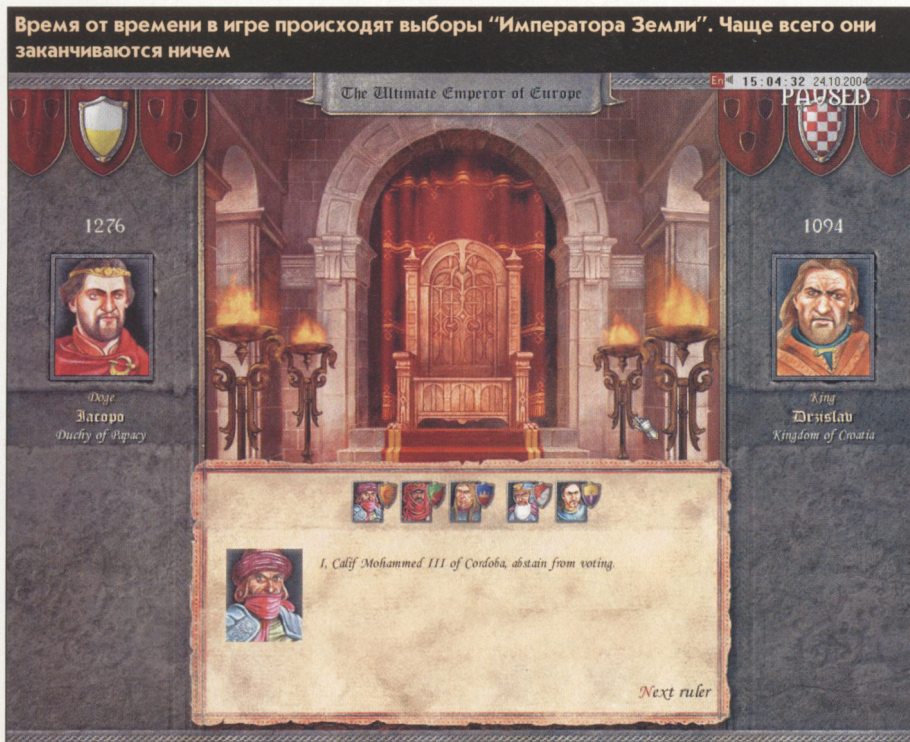 Время от времени в игре происходят выборы “Императора Земли”. Чаще всего они
заканчиваются ничем
The Ultimate Emperor of Europe
En 15:04:32 24.10.2004
PAUSED
1276
1094
Doge
Iacopo
Duchy of Papacy
King
Drzislav
Kingdom of Croatia
I, Calif Mohammed III of Cordoba, abstain from voting.
Next ruler